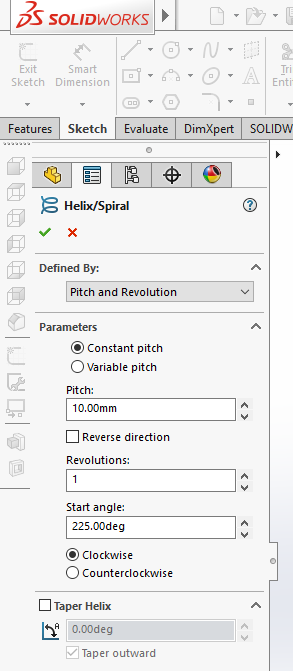 SOLIDWORKS
Exit Sketch
Smart Dimension
Features Sketch Evaluate DimXpert SOLIDW
Helix/Spiral
Defined By:
Pitch and Revolution
Parameters
Constant pitch
Variable pitch
Pitch:
10.00mm
Reverse direction
Revolutions:
1
Start angle:
225.00deg
Clockwise
Counterclockwise
Taper Helix
0.00deg
Taper outward